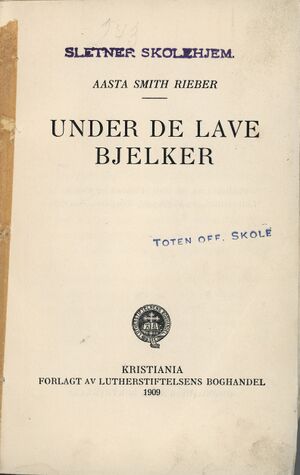 SLETNER SKOLEHJEM.
AASTA SMITH RIEBER
UNDER DE LAVE
BJELKER
TOTEN OFF. SKOLE
KRISTIANIA
FORLAGT AV LUTHERSTIFTELSENS BOGHANDEL
1909